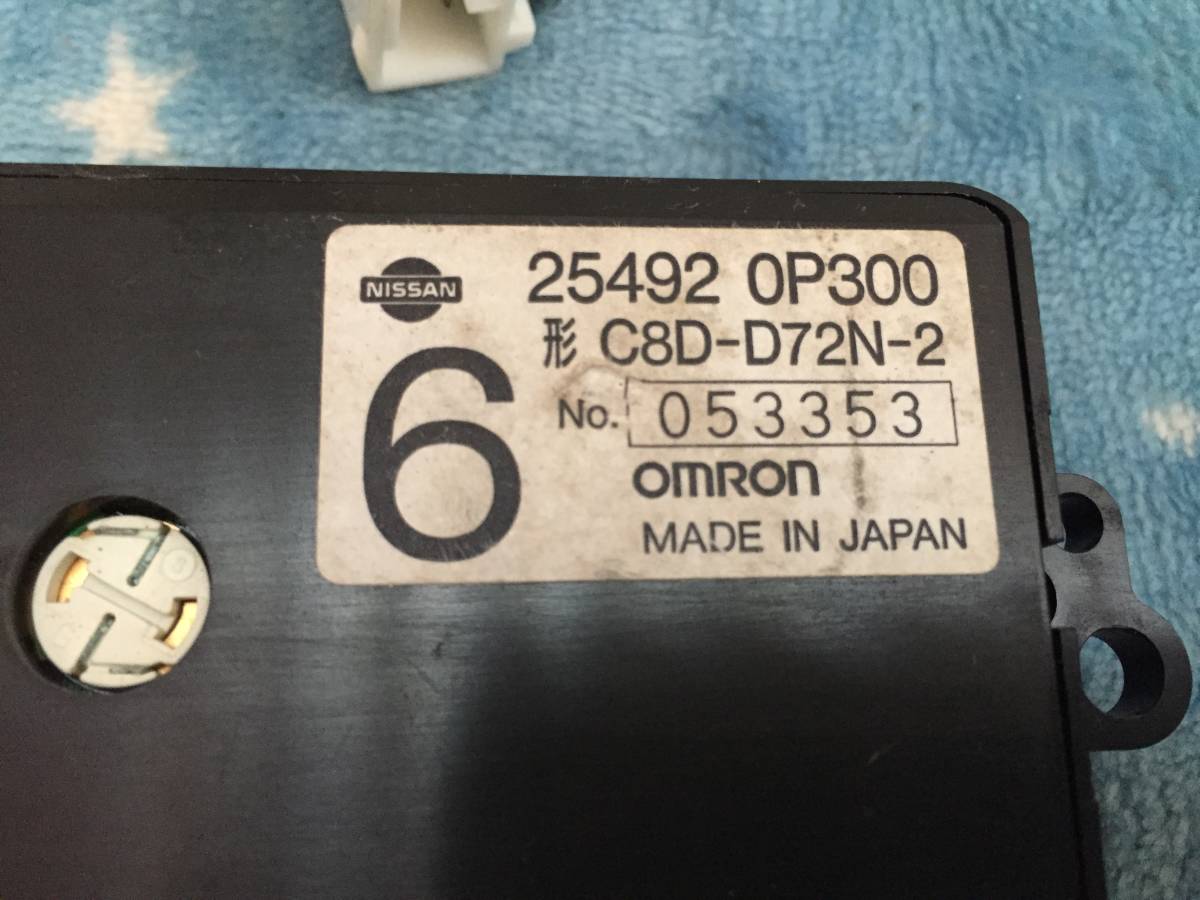 NISSAN
25492 0P300
形 C8D-D72N-2
6
No. 053353
omron
MADE IN JAPAN